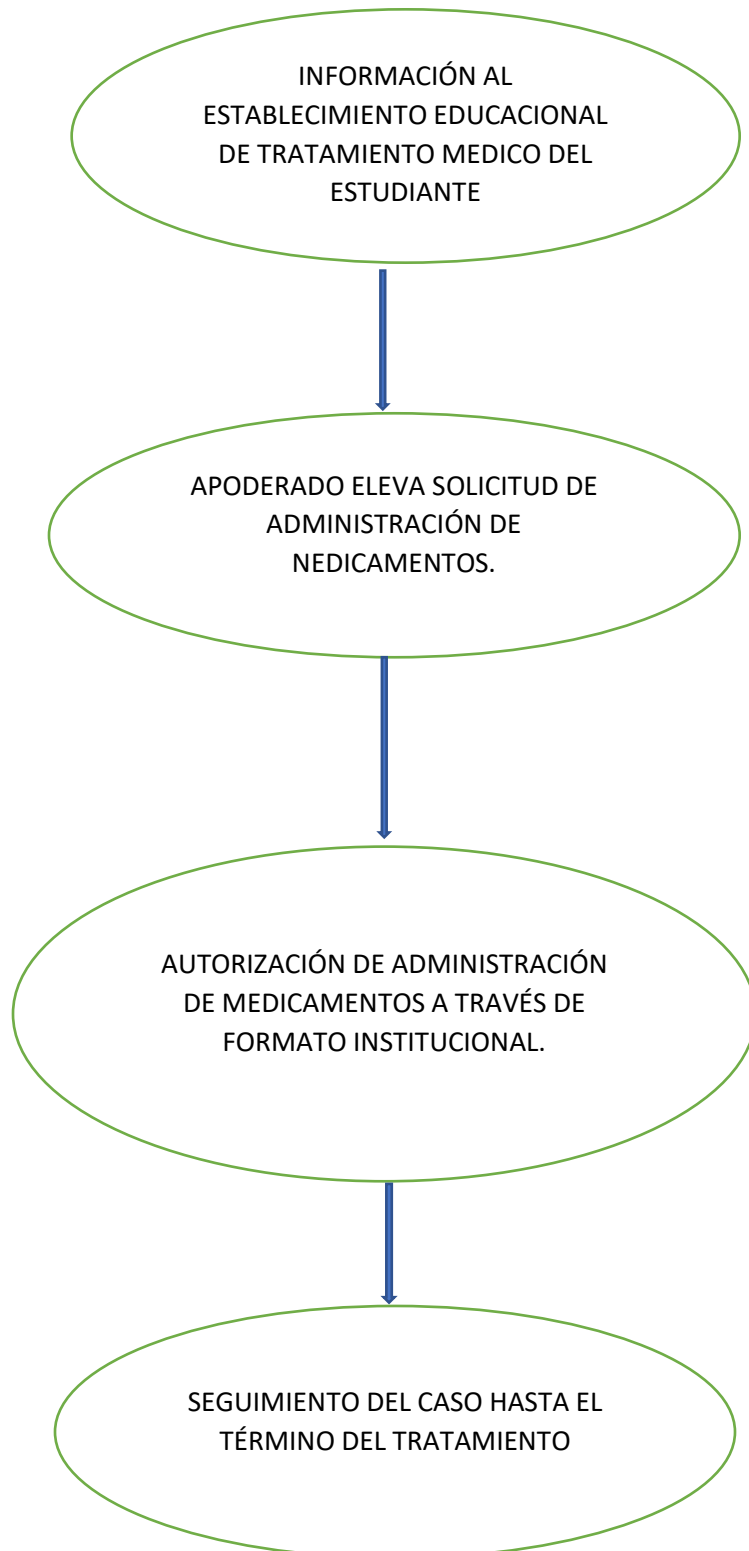 INFORMACIÓN AL
ESTABLECIMIENTO EDUCACIONAL
DE TRATAMIENTO MEDICO DEL
ESTUDIANTE
APODERADO ELEVA SOLICITUD DE
ADMINISTRACIÓN DE
NEDICAMENTOS.
AUTORIZACIÓN DE ADMINISTRACIÓN
DE MEDICAMENTOS A TRAVÉS DE
FORMATO INSTITUCIONAL.
SEGUIMIENTO DEL CASO HASTA EL
TÉRMINO DEL TRATAMIENTO